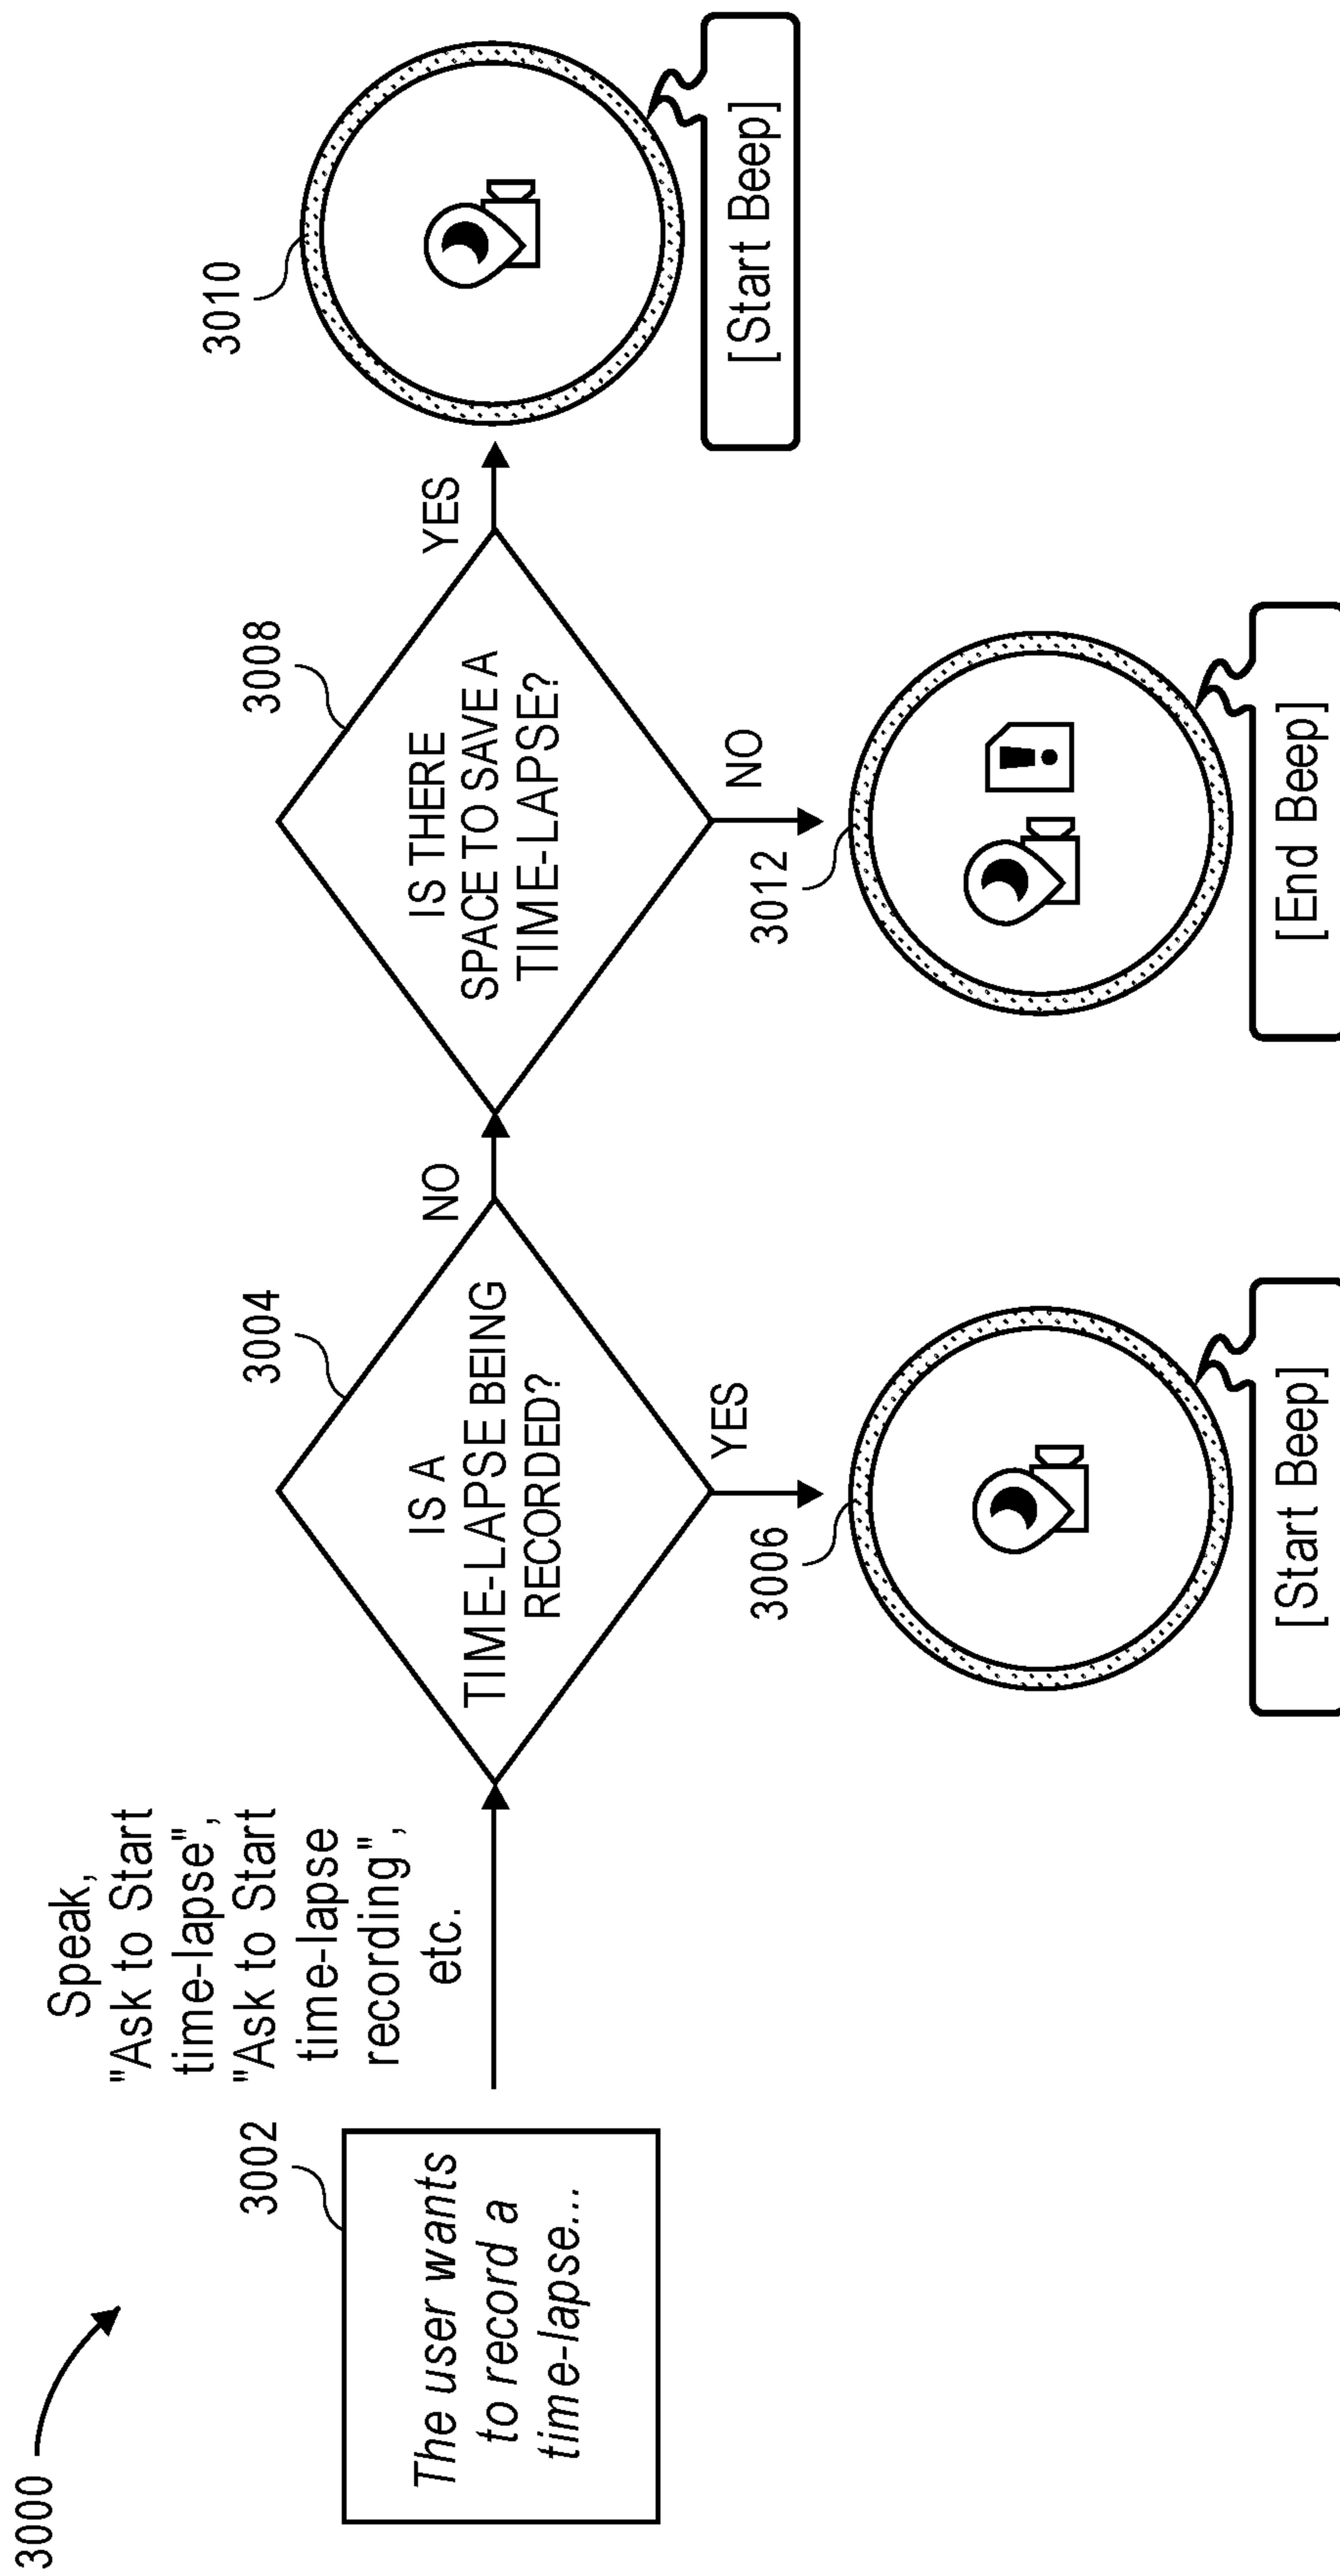 3000
3002
The user wants
to record a
time-lapse...
Speak,
"Ask to Start
time-lapse",
"Ask to Start
time-lapse
recording",
etc.
3004
IS A
TIME-LAPSE BEING
RECORDED?
YES
3006
[Start Beep]
NO
3008
IS THERE
SPACE TO SAVE A
TIME-LAPSE?
NO
3012
[End Beep]
YES
3010
[Start Beep]